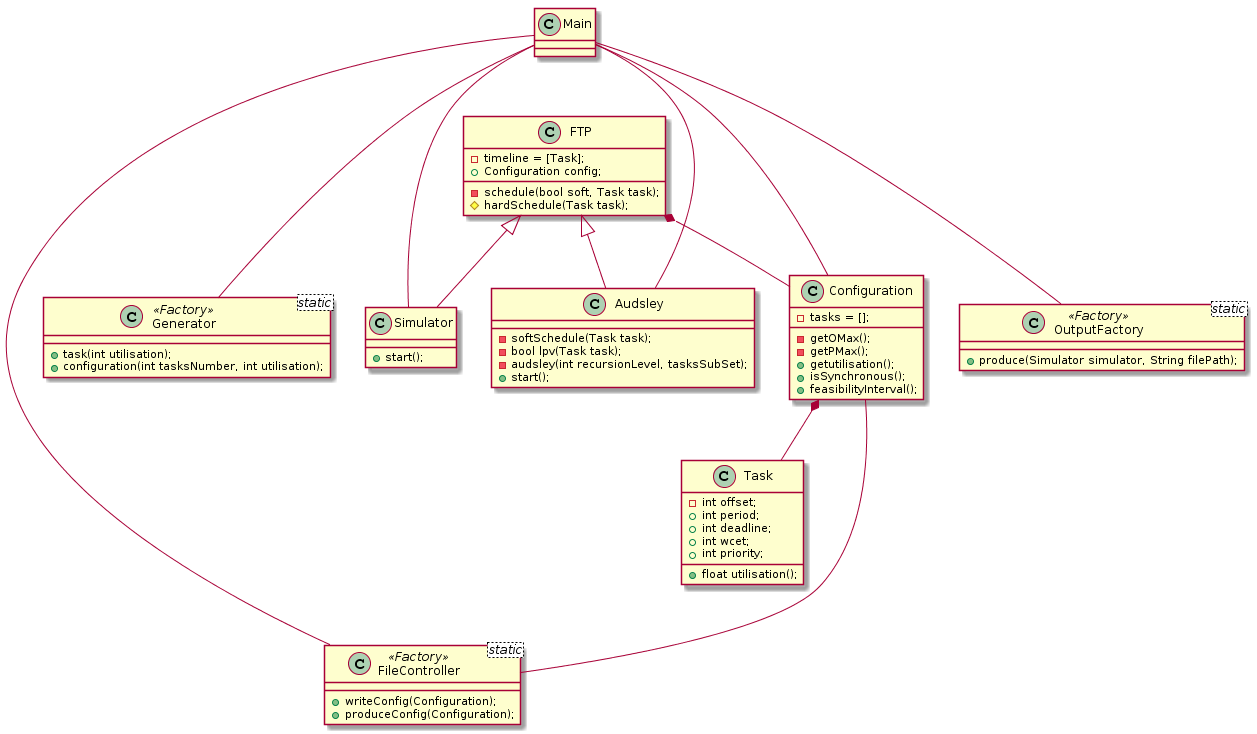 C Main
C FTP
timeline = [Task];
Configuration config;
schedule(bool soft, Task task);
hardSchedule(Task task);
static
C «Factory»
Generator
task(int utilisation);
configuration(int tasksNumber, int utilisation);
C Simulator
start();
C Audsley
softSchedule(Task task);
bool lpv(Task task);
audsley(int recursionLevel, tasksSubSet);
start();
C Configuration
tasks = [];
getOMax();
getPMax();
getutilisation();
isSynchronous();
feasibilityInterval();
static
C «Factory»
OutputFactory
produce(Simulator simulator, String filePath);
C Task
int offset;
int period;
int deadline;
int wcet;
int priority;
float utilisation();
static
C «Factory»
FileController
writeConfig(Configuration);
produceConfig(Configuration);